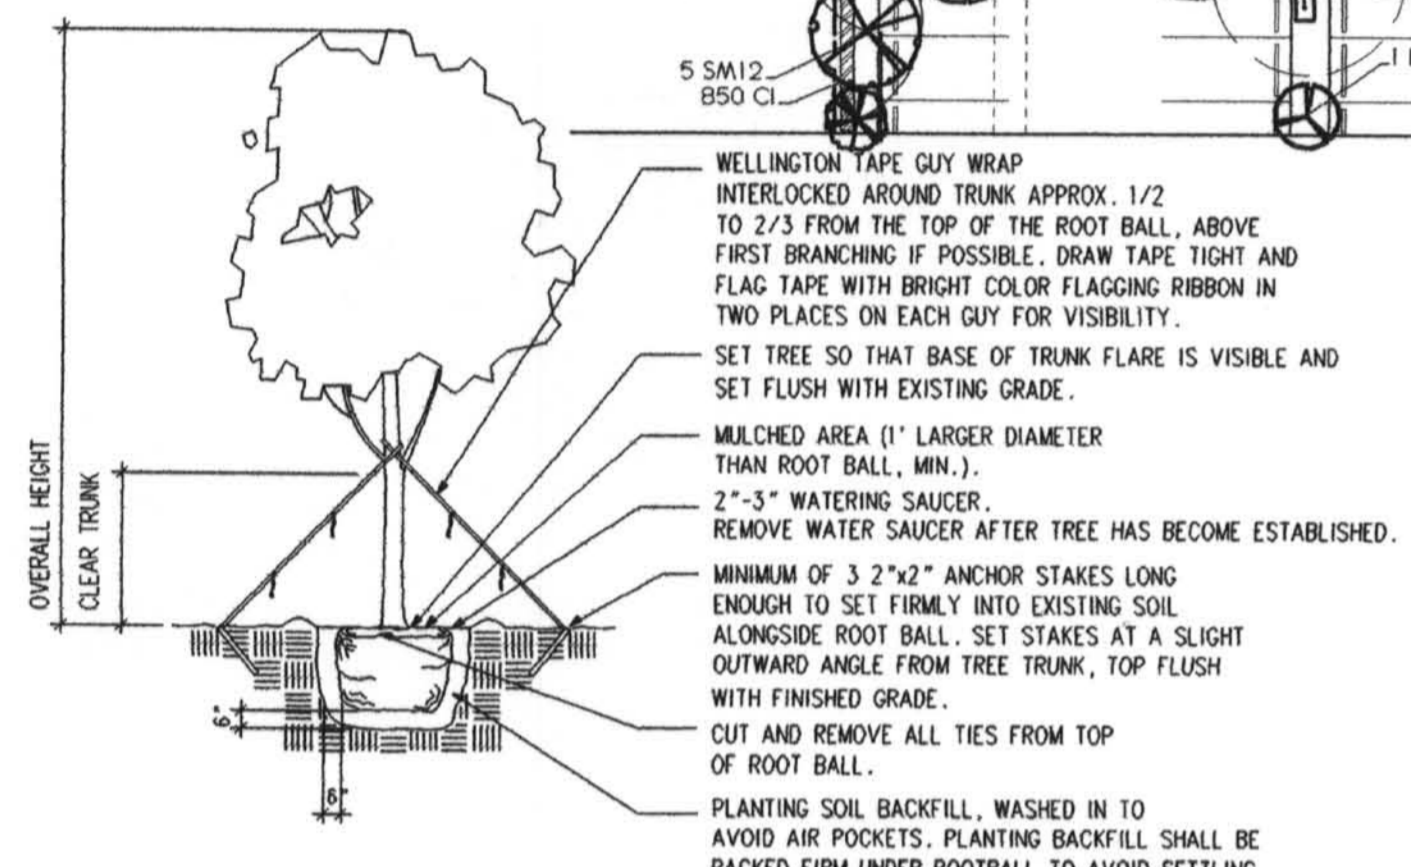 5 SM12
850 CI
WELLINGTON TAPE GUY WRAP
INTERLOCKED AROUND TRUNK APPROX. 1/2
TO 2/3 FROM THE TOP OF THE ROOT BALL, ABOVE
FIRST BRANCHING IF POSSIBLE. DRAW TAPE TIGHT AND
FLAG TAPE WITH BRIGHT COLOR FLAGGING RIBBON IN
TWO PLACES ON EACH GUY FOR VISIBILITY.
SET TREE SO THAT BASE OF TRUNK FLARE IS VISIBLE AND
SET FLUSH WITH EXISTING GRADE.
MULCHED AREA (1' LARGER DIAMETER
THAN ROOT BALL, MIN.).
2"-3" WATERING SAUCER.
REMOVE WATER SAUCER AFTER TREE HAS BECOME ESTABLISHED.
MINIMUM OF 3 2"x2" ANCHOR STAKES LONG
ENOUGH TO SET FIRMLY INTO EXISTING SOIL
ALONGSIDE ROOT BALL. SET STAKES AT A SLIGHT
OUTWARD ANGLE FROM TREE TRUNK, TOP FLUSH
WITH FINISHED GRADE.
CUT AND REMOVE ALL TIES FROM TOP
OF ROOT BALL.
PLANTING SOIL BACKFILL, WASHED IN TO
AVOID AIR POCKETS. PLANTING BACKFILL SHALL BE
PACKED FIRM UNDER ROOTBALL TO AVOID SETTLING
OVERALL HEIGHT
CLEAR TRUNK
6"
6"